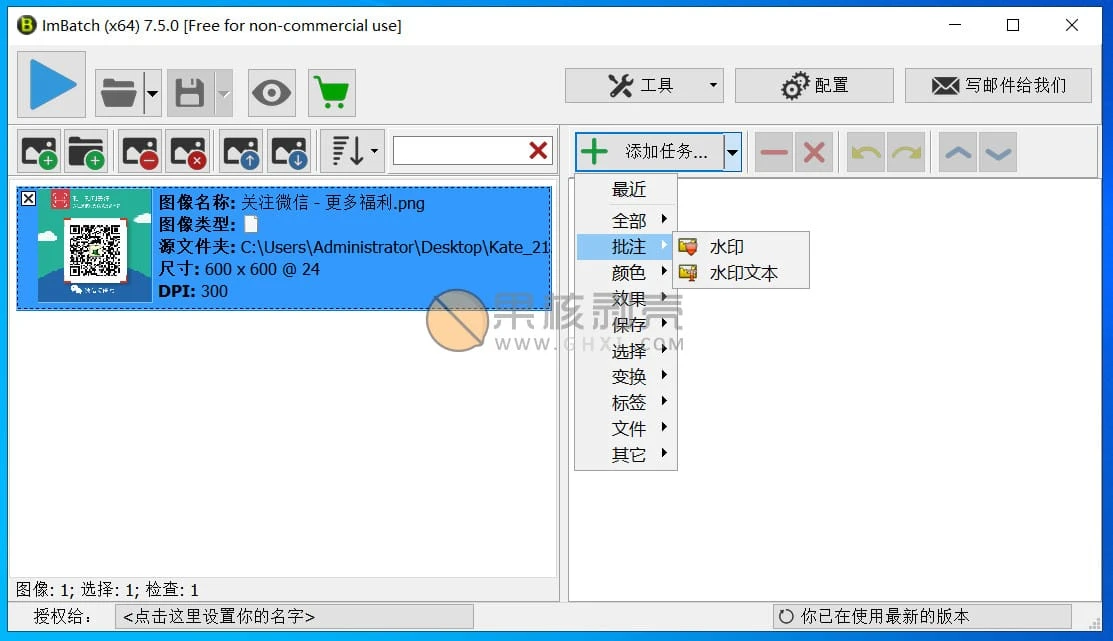 ImBatch (x64) 7.5.0 [Free for non-commercial use]
工具
配置
写邮件给我们
添加任务...
图像名称: 关注微信 - 更多福利.png
图像类型:
源文件夹: C:\Users\Administrator\Desktop\Kate_21
尺寸: 600 x 600 @ 24
DPI: 300
最近
全部
批注
颜色
效果
保存
选择
变换
标签
文件
其它
水印
水印文本
果核剥壳
WWW.GHXI.COM
图像: 1; 选择: 1; 检查: 1
授权给:
<点击这里设置你的名字>
你已在使用最新的版本